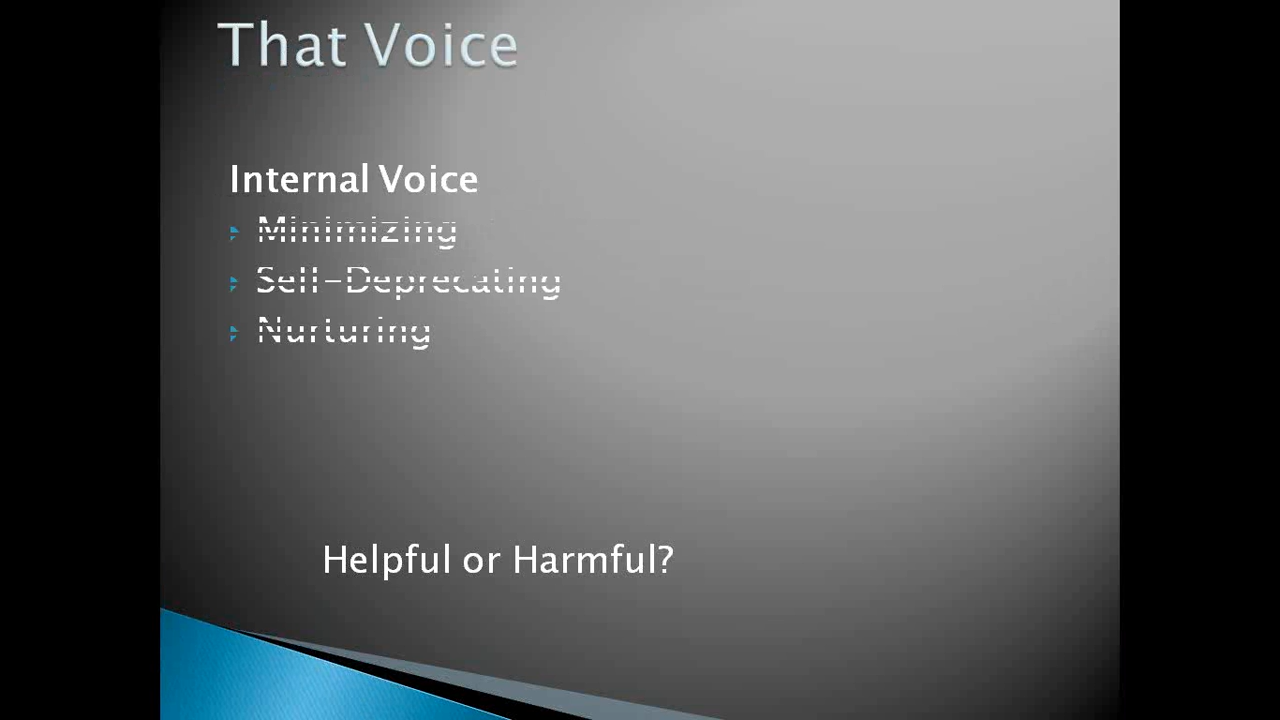 That Voice
Internal Voice
Minimizing
Self-Deprecating
Nurturing
Helpful or Harmful?